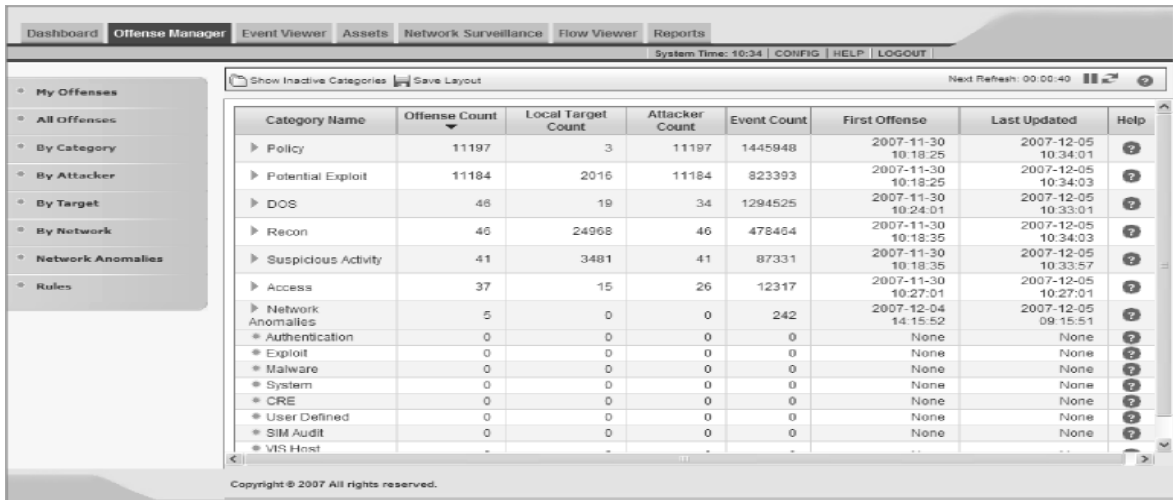 Dashboard Offense Manager Event Viewer Assets Network Surveillance Flow Viewer Reports
System Time: 10:34 | CONFIG | HELP | LOGOUT
My Offenses
All Offenses
By Category
By Attacker
By Target
By Network
Network Anomalies
Rules
Show Inactive Categories Save Layout
Next Refresh: 00:00:40
Category Name Offense Count Local Target Count Attacker Count Event Count First Offense Last Updated Help
Policy 11197 3 11197 1445948 2007-11-30 10:18:25 2007-12-05 10:34:01
Potential Exploit 11184 2016 11184 823393 2007-11-30 10:18:25 2007-12-05 10:34:03
DOS 46 19 34 1294525 2007-11-30 10:24:01 2007-12-05 10:33:01
Recon 46 24968 46 478464 2007-11-30 10:18:35 2007-12-05 10:34:03
Suspicious Activity 41 3481 41 87331 2007-11-30 10:18:35 2007-12-05 10:33:57
Access 37 15 26 12317 2007-11-30 10:27:01 2007-12-05 10:27:01
Network Anomalies 5 0 0 242 2007-12-04 14:15:52 2007-12-05 09:15:51
Authentication 0 0 0 0 None None
Exploit 0 0 0 0 None None
Malware 0 0 0 0 None None
System 0 0 0 0 None None
CRE 0 0 0 0 None None
User Defined 0 0 0 0 None None
SIM Audit 0 0 0 0 None None
VIS Host
Copyright © 2007 All rights reserved.